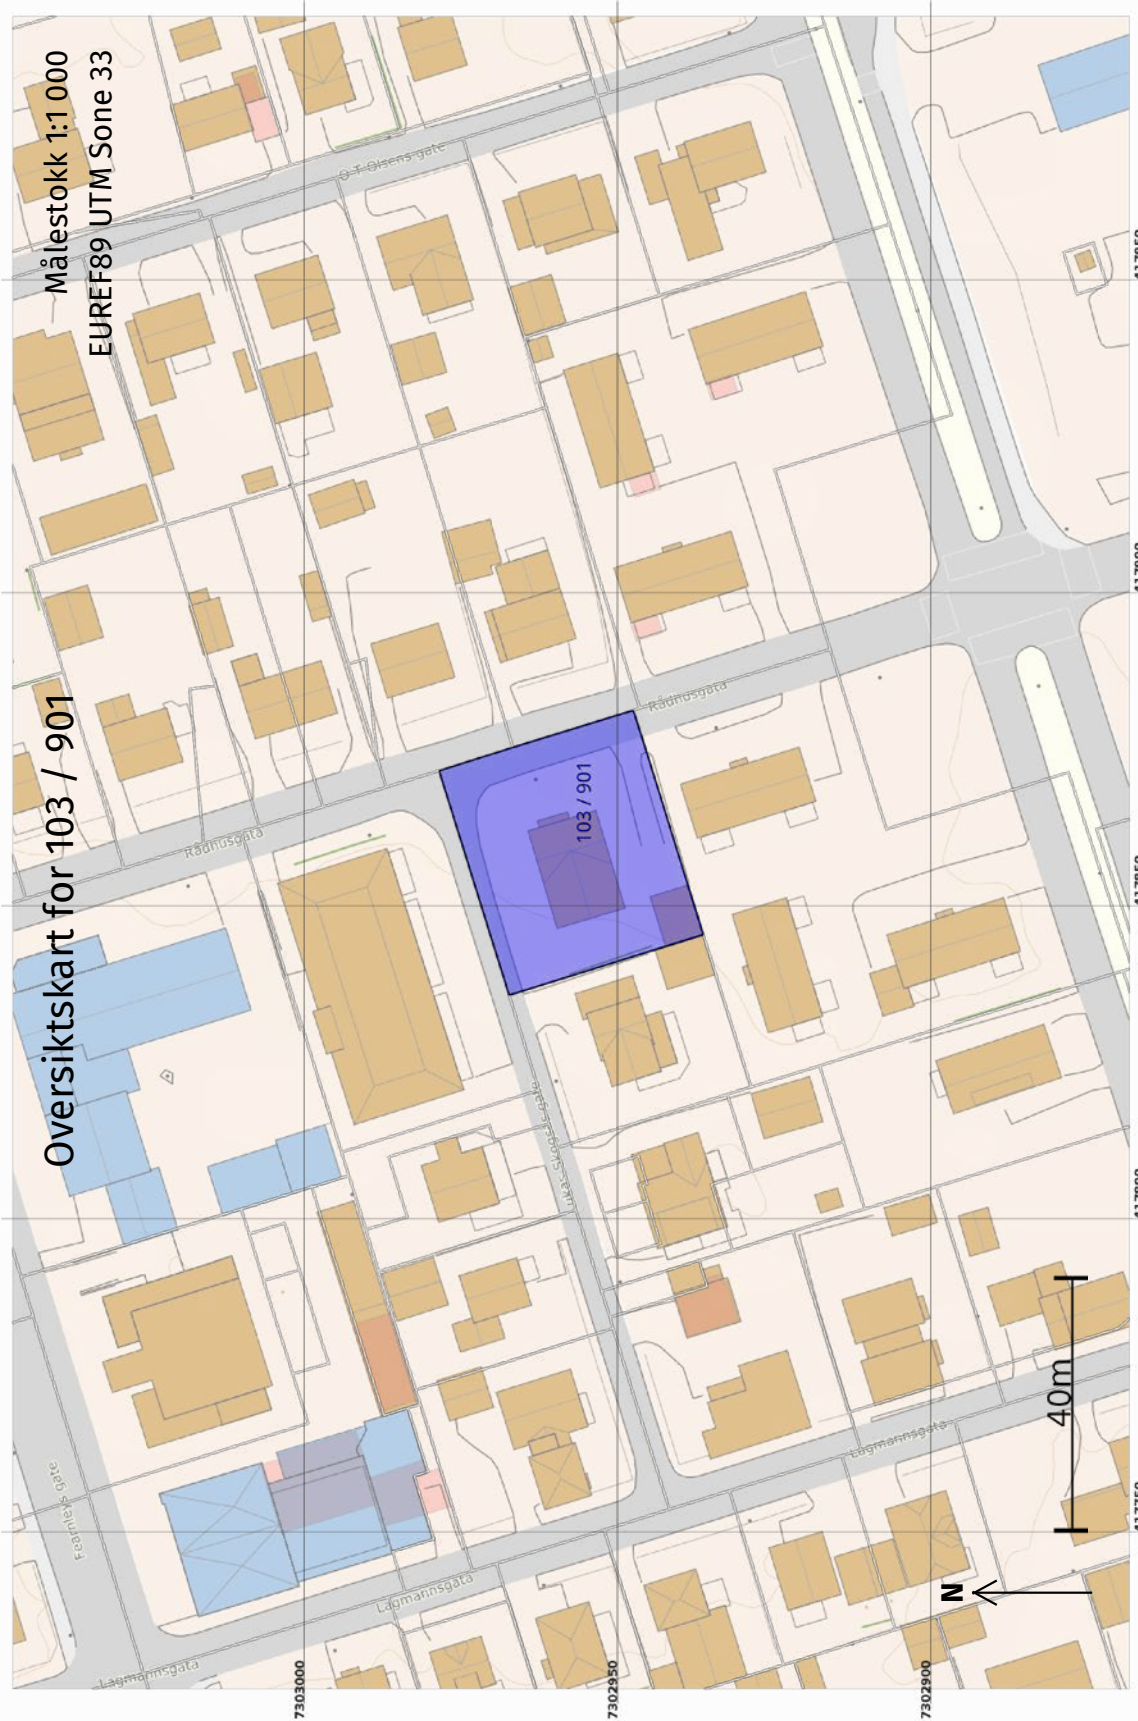 Oversiktskart for 103 / 901
Målestokk 1:1 000
EUREF89 UTM Sone 33
O T Olsens gate
Rådhusgata
Rådhusgata
103 / 901
Fearnleys gate
Lagmannsgata
Lagmannsgata
Lagmannsgata
40m
N
7303000
7302950
7302900